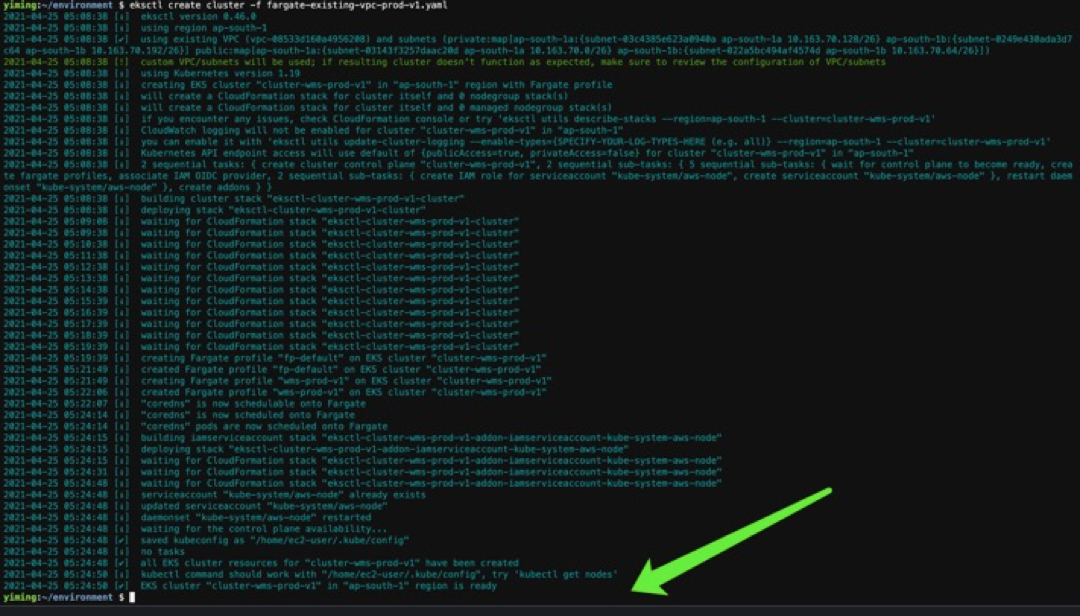 yiming:~/environment $ eksctl create cluster -f fargate-existing-vpc-prod-v1.yaml
2021-04-25 05:08:38 [ℹ]  eksctl version 0.46.0
2021-04-25 05:08:38 [ℹ]  using region ap-south-1
2021-04-25 05:08:38 [✔]  using existing VPC (vpc-08533d160a4956208) and subnets (private:map[ap-south-1a:{subnet-03c4385e623a0940a ap-south-1a 10.163.70.128/26} ap-south-1b:{subnet-0249e430ada3d7
c64 ap-south-1b 10.163.70.192/26}] public:map[ap-south-1a:{subnet-03143f3257daac20d ap-south-1a 10.163.70.0/26} ap-south-1b:{subnet-022a5bc494af4574d ap-south-1b 10.163.70.64/26}])
2021-04-25 05:08:38 [!]  custom VPC/subnets will be used; if resulting cluster doesn't function as expected, make sure to review the configuration of VPC/subnets
2021-04-25 05:08:38 [ℹ]  using Kubernetes version 1.19
2021-04-25 05:08:38 [ℹ]  creating EKS cluster "cluster-wms-prod-v1" in "ap-south-1" region with Fargate profile
2021-04-25 05:08:38 [ℹ]  will create a CloudFormation stack for cluster itself and 0 nodegroup stack(s)
2021-04-25 05:08:38 [ℹ]  will create a CloudFormation stack for cluster itself and 0 managed nodegroup stack(s)
2021-04-25 05:08:38 [ℹ]  if you encounter any issues, check CloudFormation console or try 'eksctl utils describe-stacks --region=ap-south-1 --cluster=cluster-wms-prod-v1'
2021-04-25 05:08:38 [ℹ]  CloudWatch logging will not be enabled for cluster "cluster-wms-prod-v1" in "ap-south-1"
2021-04-25 05:08:38 [ℹ]  you can enable it with 'eksctl utils update-cluster-logging --enable-types={SPECIFY-YOUR-LOG-TYPES-HERE (e.g. all)} --region=ap-south-1 --cluster=cluster-wms-prod-v1'
2021-04-25 05:08:38 [ℹ]  Kubernetes API endpoint access will use default of {publicAccess=true, privateAccess=false} for cluster "cluster-wms-prod-v1" in "ap-south-1"
2021-04-25 05:08:38 [ℹ]  2 sequential tasks: { create cluster control plane "cluster-wms-prod-v1", 2 sequential sub-tasks: { 5 sequential sub-tasks: { wait for control plane to become ready, crea
te fargate profiles, associate IAM OIDC provider, 2 sequential sub-tasks: { create IAM role for serviceaccount "kube-system/aws-node", create serviceaccount "kube-system/aws-node" }, restart daem
onset "kube-system/aws-node" }, create addons } }
2021-04-25 05:08:38 [ℹ]  building cluster stack "eksctl-cluster-wms-prod-v1-cluster"
2021-04-25 05:08:38 [ℹ]  deploying stack "eksctl-cluster-wms-prod-v1-cluster"
2021-04-25 05:09:08 [ℹ]  waiting for CloudFormation stack "eksctl-cluster-wms-prod-v1-cluster"
2021-04-25 05:09:38 [ℹ]  waiting for CloudFormation stack "eksctl-cluster-wms-prod-v1-cluster"
2021-04-25 05:10:38 [ℹ]  waiting for CloudFormation stack "eksctl-cluster-wms-prod-v1-cluster"
2021-04-25 05:11:38 [ℹ]  waiting for CloudFormation stack "eksctl-cluster-wms-prod-v1-cluster"
2021-04-25 05:12:38 [ℹ]  waiting for CloudFormation stack "eksctl-cluster-wms-prod-v1-cluster"
2021-04-25 05:13:38 [ℹ]  waiting for CloudFormation stack "eksctl-cluster-wms-prod-v1-cluster"
2021-04-25 05:14:38 [ℹ]  waiting for CloudFormation stack "eksctl-cluster-wms-prod-v1-cluster"
2021-04-25 05:15:39 [ℹ]  waiting for CloudFormation stack "eksctl-cluster-wms-prod-v1-cluster"
2021-04-25 05:16:39 [ℹ]  waiting for CloudFormation stack "eksctl-cluster-wms-prod-v1-cluster"
2021-04-25 05:17:39 [ℹ]  waiting for CloudFormation stack "eksctl-cluster-wms-prod-v1-cluster"
2021-04-25 05:18:39 [ℹ]  waiting for CloudFormation stack "eksctl-cluster-wms-prod-v1-cluster"
2021-04-25 05:19:39 [ℹ]  waiting for CloudFormation stack "eksctl-cluster-wms-prod-v1-cluster"
2021-04-25 05:19:39 [ℹ]  creating Fargate profile "fp-default" on EKS cluster "cluster-wms-prod-v1"
2021-04-25 05:21:49 [ℹ]  created Fargate profile "fp-default" on EKS cluster "cluster-wms-prod-v1"
2021-04-25 05:21:49 [ℹ]  creating Fargate profile "wms-prod-v1" on EKS cluster "cluster-wms-prod-v1"
2021-04-25 05:22:06 [ℹ]  created Fargate profile "wms-prod-v1" on EKS cluster "cluster-wms-prod-v1"
2021-04-25 05:22:07 [ℹ]  "coredns" is now schedulable onto Fargate
2021-04-25 05:24:14 [ℹ]  "coredns" is now scheduled onto Fargate
2021-04-25 05:24:14 [ℹ]  "coredns" pods are now scheduled onto Fargate
2021-04-25 05:24:15 [ℹ]  building iamserviceaccount stack "eksctl-cluster-wms-prod-v1-addon-iamserviceaccount-kube-system-aws-node"
2021-04-25 05:24:15 [ℹ]  deploying stack "eksctl-cluster-wms-prod-v1-addon-iamserviceaccount-kube-system-aws-node"
2021-04-25 05:24:15 [ℹ]  waiting for CloudFormation stack "eksctl-cluster-wms-prod-v1-addon-iamserviceaccount-kube-system-aws-node"
2021-04-25 05:24:31 [ℹ]  waiting for CloudFormation stack "eksctl-cluster-wms-prod-v1-addon-iamserviceaccount-kube-system-aws-node"
2021-04-25 05:24:48 [ℹ]  waiting for CloudFormation stack "eksctl-cluster-wms-prod-v1-addon-iamserviceaccount-kube-system-aws-node"
2021-04-25 05:24:48 [ℹ]  serviceaccount "kube-system/aws-node" already exists
2021-04-25 05:24:48 [ℹ]  updated serviceaccount "kube-system/aws-node"
2021-04-25 05:24:48 [ℹ]  daemonset "kube-system/aws-node" restarted
2021-04-25 05:24:48 [ℹ]  waiting for the control plane availability...
2021-04-25 05:24:48 [✔]  saved kubeconfig as "/home/ec2-user/.kube/config"
2021-04-25 05:24:48 [ℹ]  no tasks
2021-04-25 05:24:48 [✔]  all EKS cluster resources for "cluster-wms-prod-v1" have been created
2021-04-25 05:24:50 [ℹ]  kubectl command should work with "/home/ec2-user/.kube/config", try 'kubectl get nodes'
2021-04-25 05:24:50 [✔]  EKS cluster "cluster-wms-prod-v1" in "ap-south-1" region is ready
yiming:~/environment $